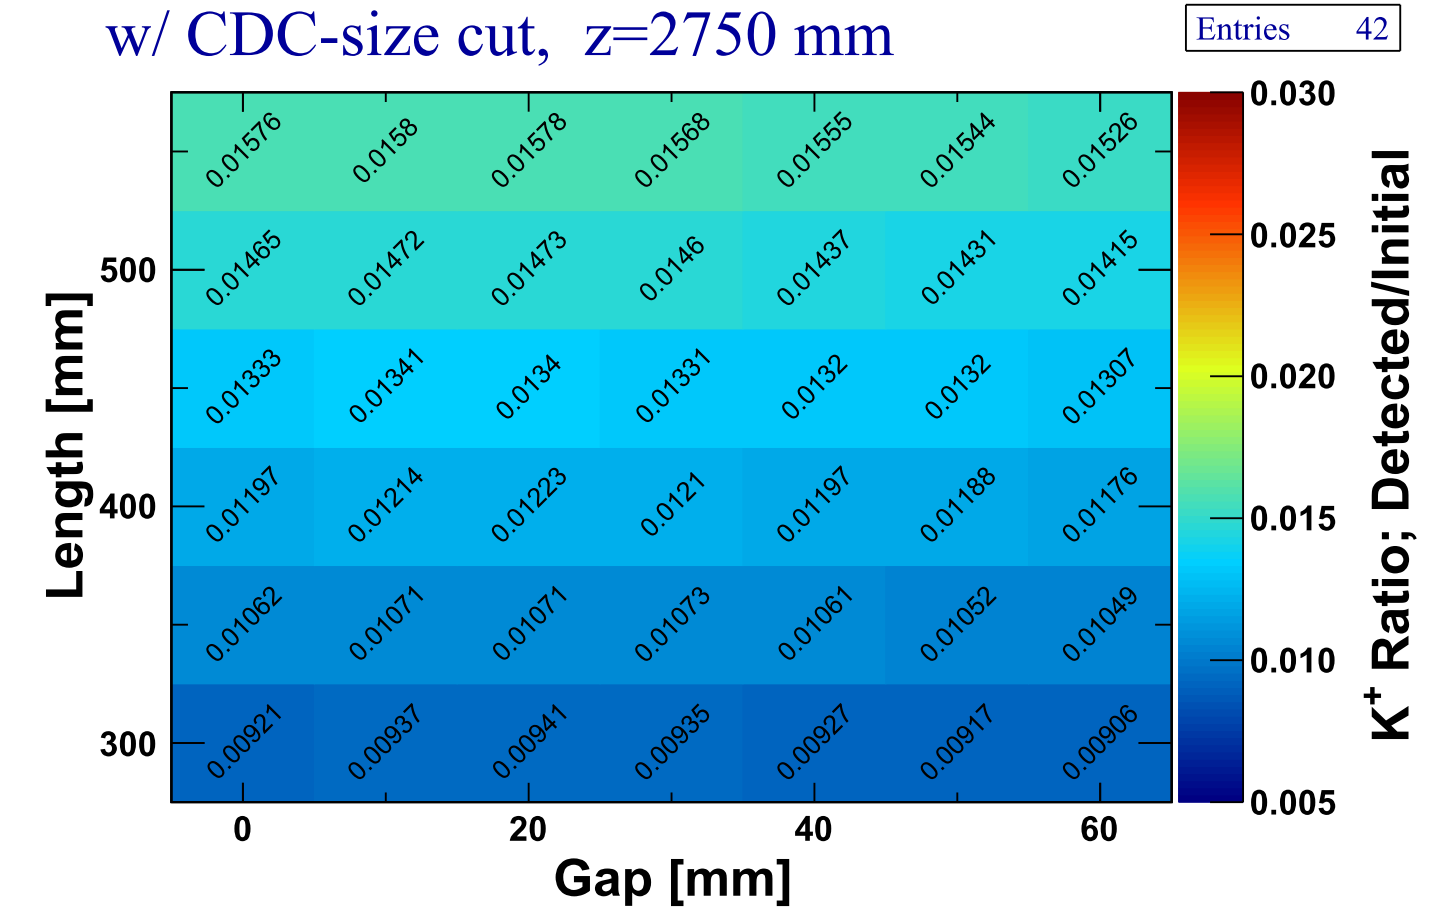 w/ CDC-size cut, z=2750 mm
Entries 42
0.01576 0.0158 0.01578 0.01568 0.01555 0.01544 0.01526
0.01465 0.01472 0.01473 0.0146 0.01437 0.01431 0.01415
0.01333 0.01341 0.0134 0.01331 0.0132 0.0132 0.01307
0.01197 0.01214 0.01223 0.0121 0.01197 0.01188 0.01176
0.01062 0.01071 0.01071 0.01073 0.01061 0.01052 0.01049
0.00921 0.00937 0.00941 0.00935 0.00927 0.00917 0.00906
500
400
300
Length [mm]
0 20 40 60
Gap [mm]
0.030
0.025
0.020
0.015
0.010
0.005
K⁺ Ratio; Detected/Initial